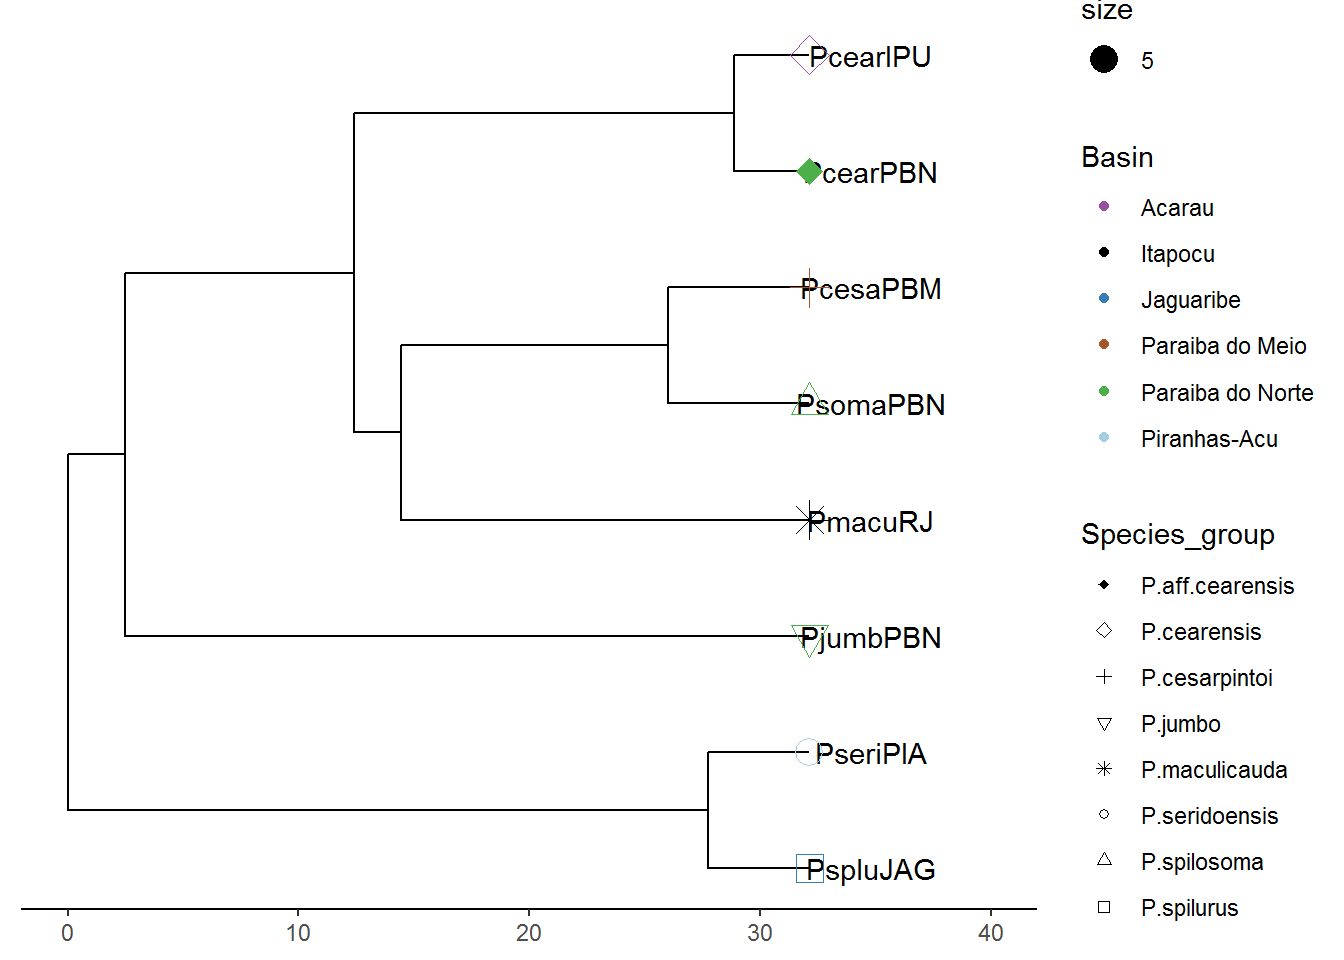 size
5
PcearIPU
PcearPBN
PcesaPBM
PsomaPBN
PmacuRJ
PjumbPBN
PseriPIA
PspluJAG
0 10 20 30 40
Basin
Acarau
Itapocu
Jaguaribe
Paraiba do Meio
Paraiba do Norte
Piranhas-Acu
Species_group
P.aff.cearensis
P.cearensis
P.cesarpintoi
P.jumbo
P.maculicauda
P.seridoensis
P.spilosoma
P.spilurus